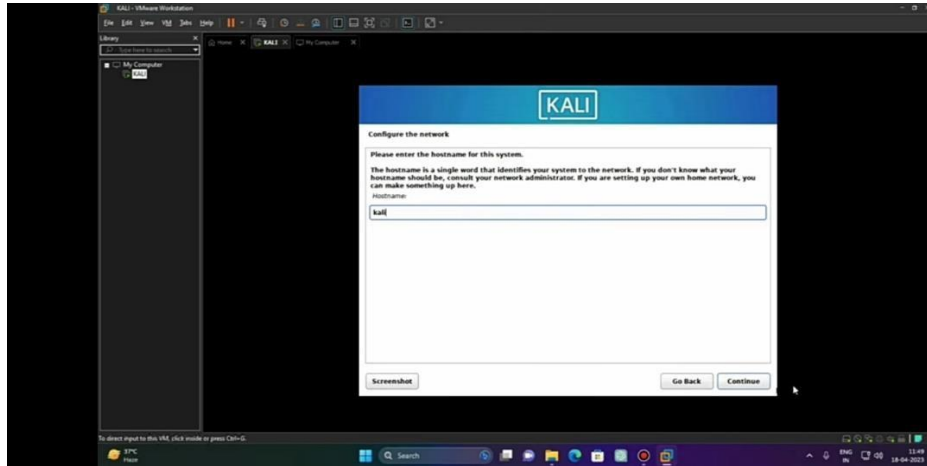 KALI - VMware Workstation
File Edit View VM Tabs Help
Library
Type here to search
My Computer
KALI
Home
KALI
My Computer
KALI
Configure the network
Please enter the hostname for this system.
The hostname is a single word that identifies your system to the network. If you don't know what your
hostname should be, consult your network administrator. If you are setting up your own home network, you
can make something up here.
Hostname:
kali
Screenshot
Go Back
Continue
To direct input to this VM, click inside or press Ctrl+G.
37°C
Haze
Search
ENG
IN
11:49
18-04-2023